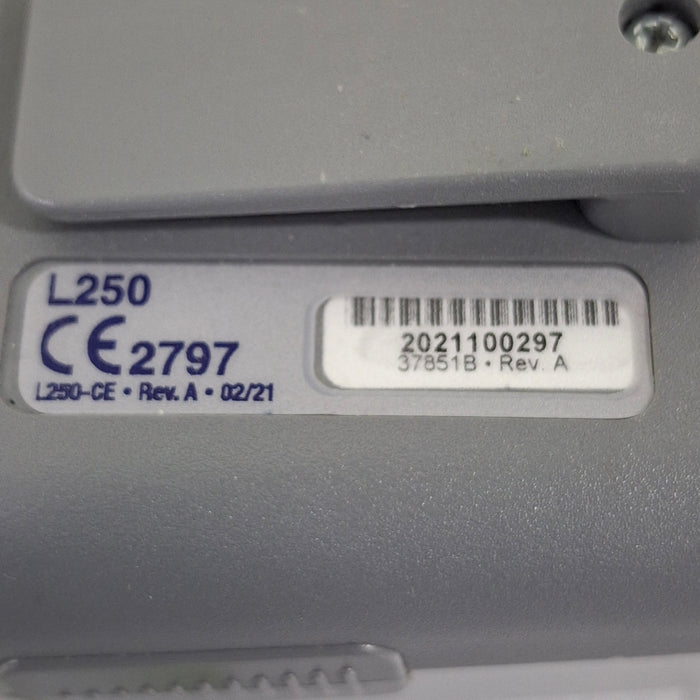 L250
CE 2797
L250-CE • Rev. A • 02/21
2021100297
37851B • Rev. A